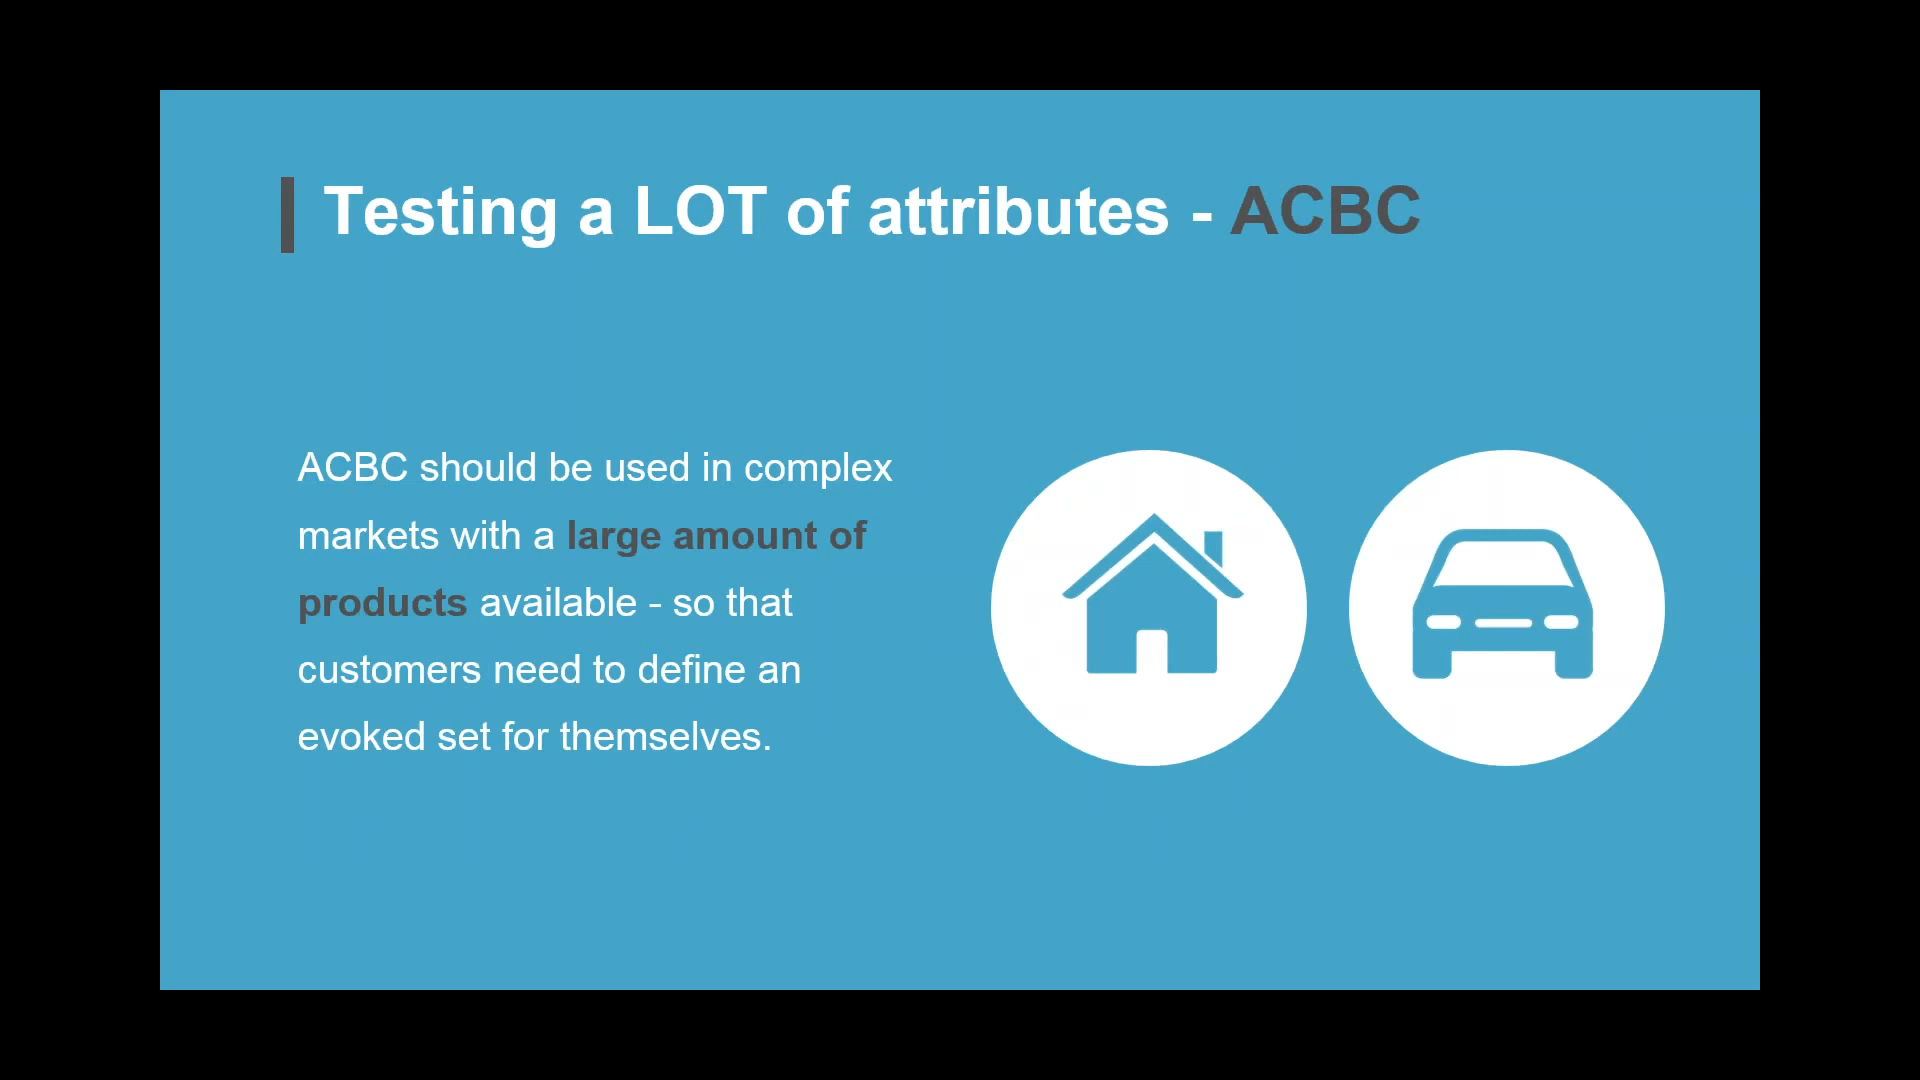 Testing a LOT of attributes - ACBC
ACBC should be used in complex
markets with a large amount of
products available - so that
customers need to define an
evoked set for themselves.